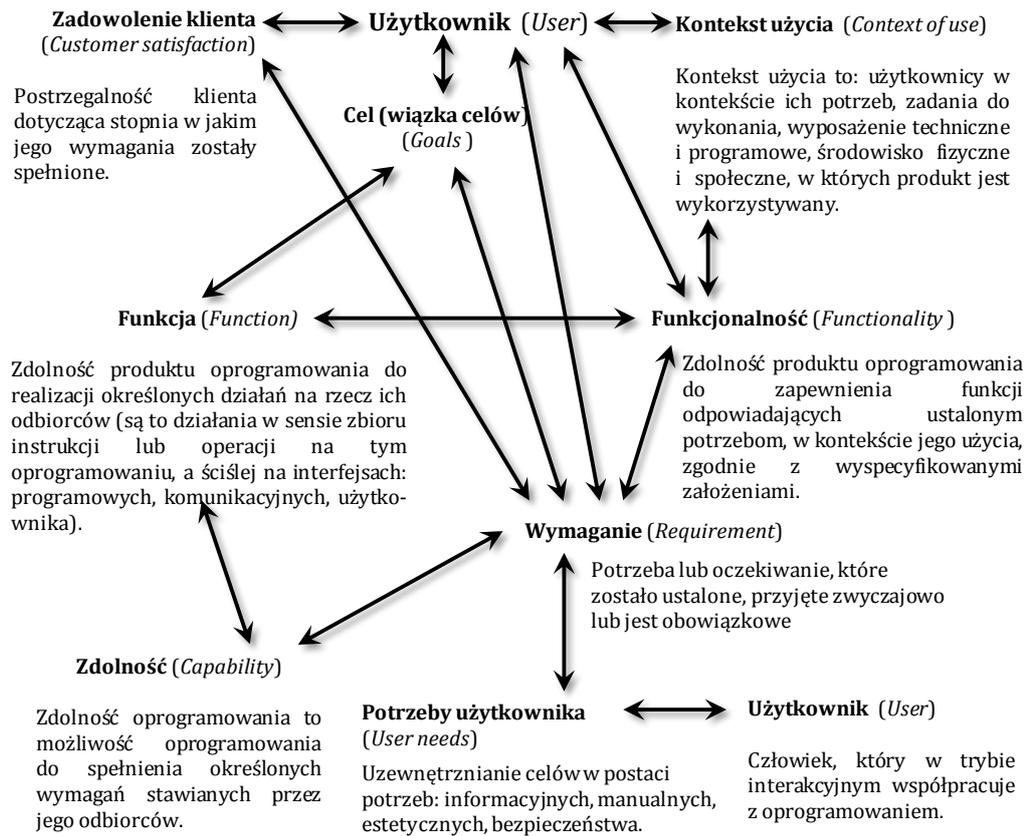 Zadowolenie klienta
(Customer satisfaction)
Użytkownik (User)
Kontekst użycia (Context of use)
Postrzegalność klienta
dotycząca stopnia w jakim
jego wymagania zostały
spełnione.
Cel (wiązka celów)
(Goals )
Kontekst użycia to: użytkownicy w
kontekście ich potrzeb, zadania do
wykonania, wyposażenie techniczne
i programowe, środowisko fizyczne
i społeczne, w których produkt jest
wykorzystywany.
Funkcja (Function)
Funkcjonalność (Functionality )
Zdolność produktu oprogramowania do
realizacji określonych działań na rzecz ich
odbiorców (są to działania w sensie zbioru
instrukcji lub operacji na tym
oprogramowaniu, a ściślej na interfejsach:
programowych, komunikacyjnych, użytko-
wnika).
Zdolność produktu oprogramowania
do zapewnienia funkcji
odpowiadających ustalonym
potrzebom, w kontekście jego użycia,
zgodnie z wyspecyfikowanymi
założeniami.
Wymaganie (Requirement)
Potrzeba lub oczekiwanie, które
zostało ustalone, przyjęte zwyczajowo
lub jest obowiązkowe
Zdolność (Capability)
Zdolność oprogramowania to
możliwość oprogramowania
do spełnienia określonych
wymagań stawianych przez
jego odbiorców.
Potrzeby użytkownika
(User needs)
Uzewnętrznianie celów w postaci
potrzeb: informacyjnych, manualnych,
estetycznych, bezpieczeństwa.
Użytkownik (User)
Człowiek, który w trybie
interakcyjnym współpracuje
z oprogramowaniem.